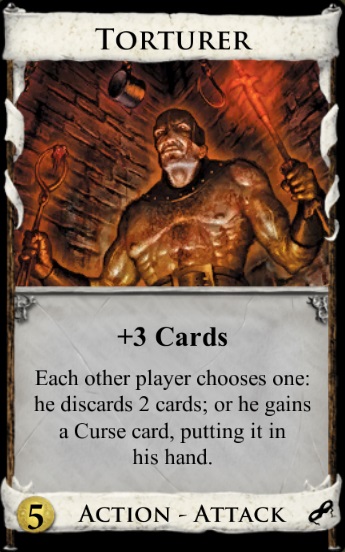 Torturer
+3 Cards
Each other player chooses one:
he discards 2 cards; or he gains
a Curse card, putting it in
his hand.
5 Action - Attack